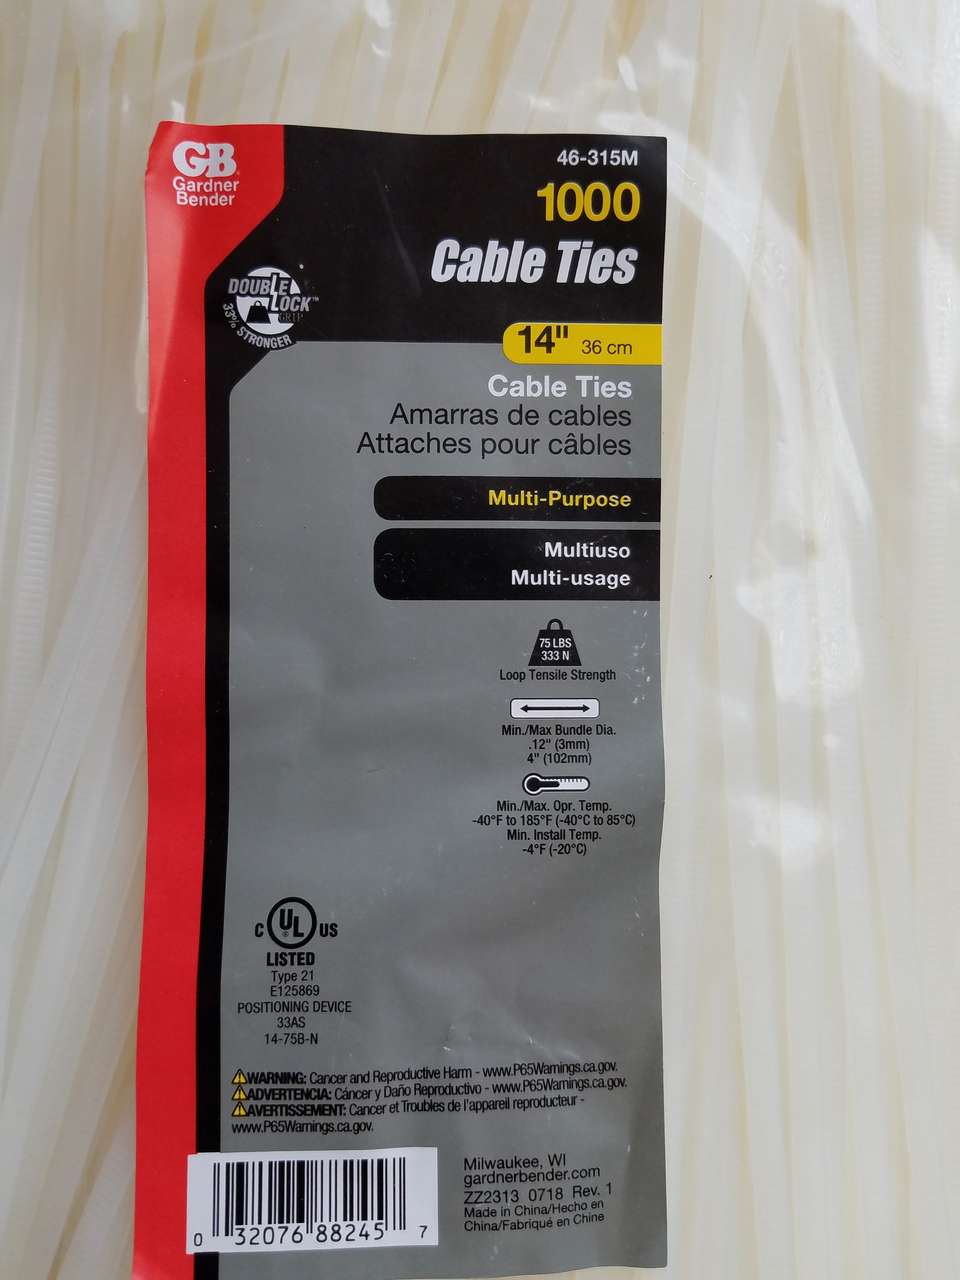 GB
Gardner
Bender
46-315M
1000
Cable Ties
DOUBLE
LOCK™
GRIP
33% STRONGER
14" 36 cm
Cable Ties
Amarras de cables
Attaches pour câbles
Multi-Purpose
Multiuso
Multi-usage
75 LBS
333 N
Loop Tensile Strength
Min./Max Bundle Dia.
.12" (3mm)
4" (102mm)
Min./Max. Opr. Temp.
-40°F to 185°F (-40°C to 85°C)
Min. Install Temp.
-4°F (-20°C)
C UL® US
LISTED
Type 21
E125869
POSITIONING DEVICE
33AS
14-75B-N
WARNING: Cancer and Reproductive Harm - www.P65Warnings.ca.gov.
ADVERTENCIA: Cáncer y Daño Reproductivo - www.P65Warnings.ca.gov.
AVERTISSEMENT: Cancer et Troubles de l'appareil reproducteur -
www.P65Warnings.ca.gov.
0 32076 88245 7
Milwaukee, WI
gardnerbender.com
ZZ2313 0718 Rev. 1
Made in China/Hecho en
China/Fabriqué en Chine